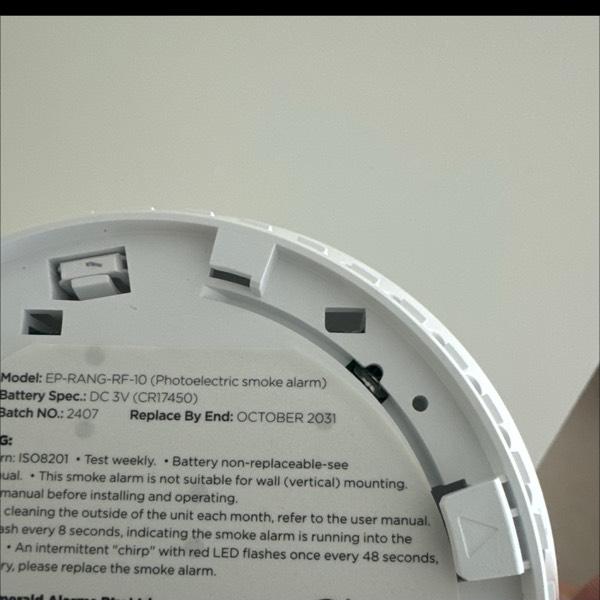 Model: EP-RANG-RF-10 (Photoelectric smoke alarm)
Battery Spec.: DC 3V (CR17450)
Batch NO.: 2407 Replace By End: OCTOBER 2031
G:
rn: ISO8201 • Test weekly. • Battery non-replaceable-see
ual. • This smoke alarm is not suitable for wall (vertical) mounting.
manual before installing and operating.
cleaning the outside of the unit each month, refer to the user manual.
ash every 8 seconds, indicating the smoke alarm is running into the
• An intermittent "chirp" with red LED flashes once every 48 seconds,
ry, please replace the smoke alarm.